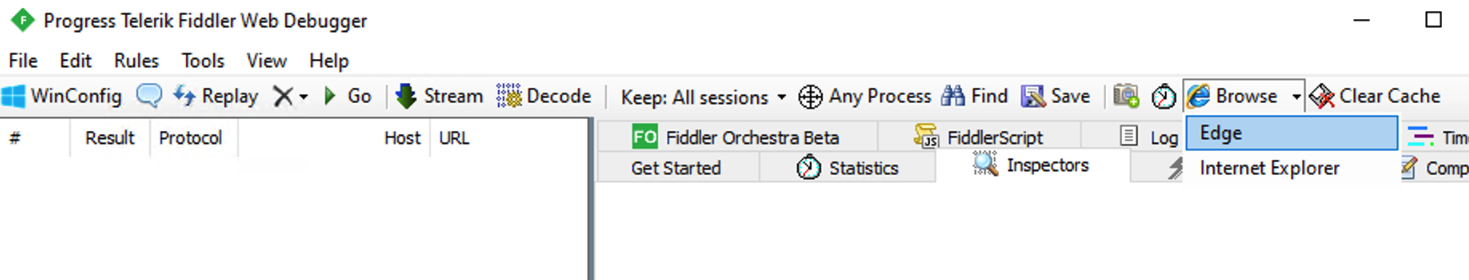 Progress Telerik Fiddler Web Debugger
File Edit Rules Tools View Help
WinConfig Replay Go Stream Decode Keep: All sessions Any Process Find Save Browse Clear Cache
# Result Protocol Host URL
FO Fiddler Orchestra Beta JS FiddlerScript Log Edge Tim
Get Started Statistics Inspectors Internet Explorer Comp